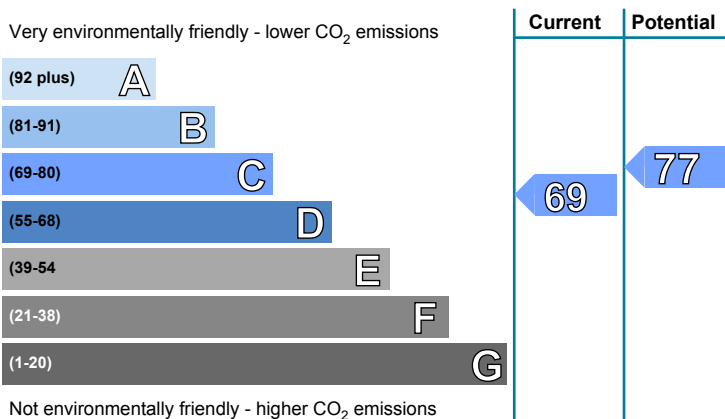 Very environmentally friendly - lower CO2 emissions
Current
Potential
(92 plus) A
(81-91) B
(69-80) C
(55-68) D
(39-54 E
(21-38) F
(1-20) G
69
77
Not environmentally friendly - higher CO2 emissions